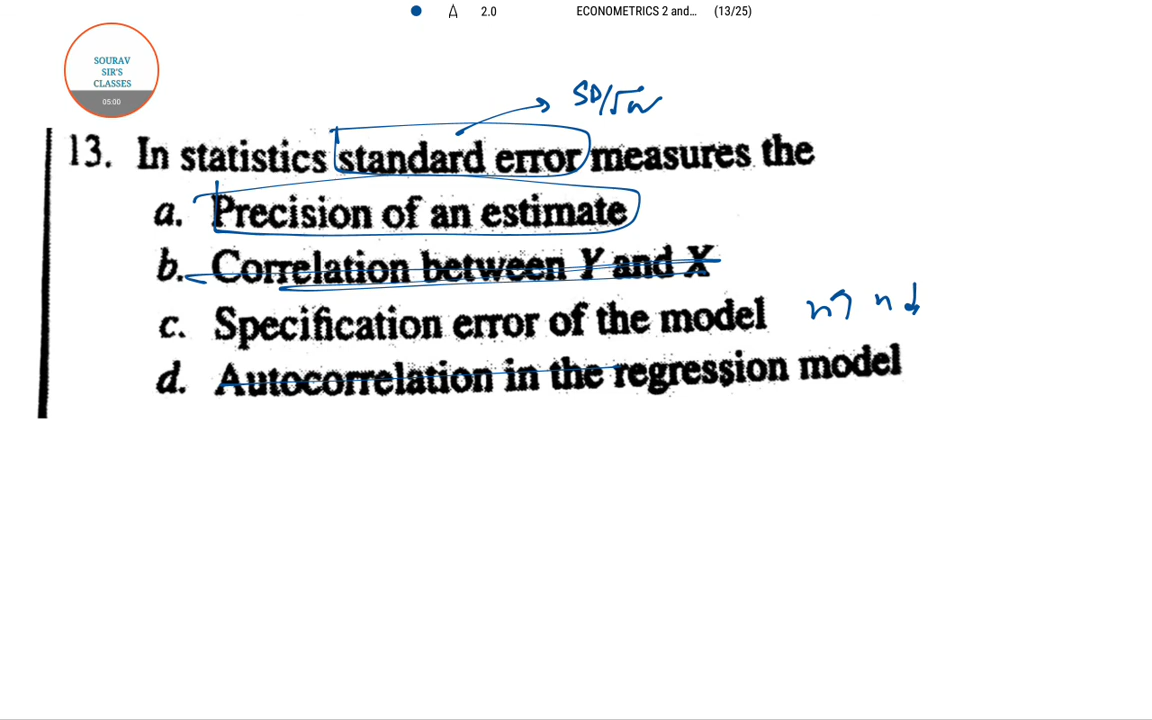 2.0 ECONOMETRICS 2 and... (13/25)
SOURAV
SIR'S
CLASSES
05:00
SD/√n
13. In statistics standard error measures the
a. Precision of an estimate
b. Correlation between Y and X
c. Specification error of the model n↑ n↓
d. Autocorrelation in the regression model